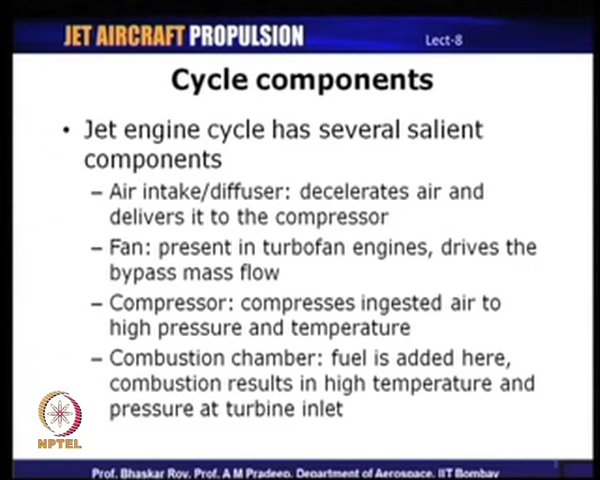 JET AIRCRAFT PROPULSION Lect-8
Cycle components
• Jet engine cycle has several salient
components
– Air intake/diffuser: decelerates air and
delivers it to the compressor
– Fan: present in turbofan engines, drives the
bypass mass flow
– Compressor: compresses ingested air to
high pressure and temperature
– Combustion chamber: fuel is added here,
combustion results in high temperature and
pressure at turbine inlet
NPTEL
Prof. Bhaskar Roy, Prof. A M Pradeep, Department of Aerospace, IIT Bombay